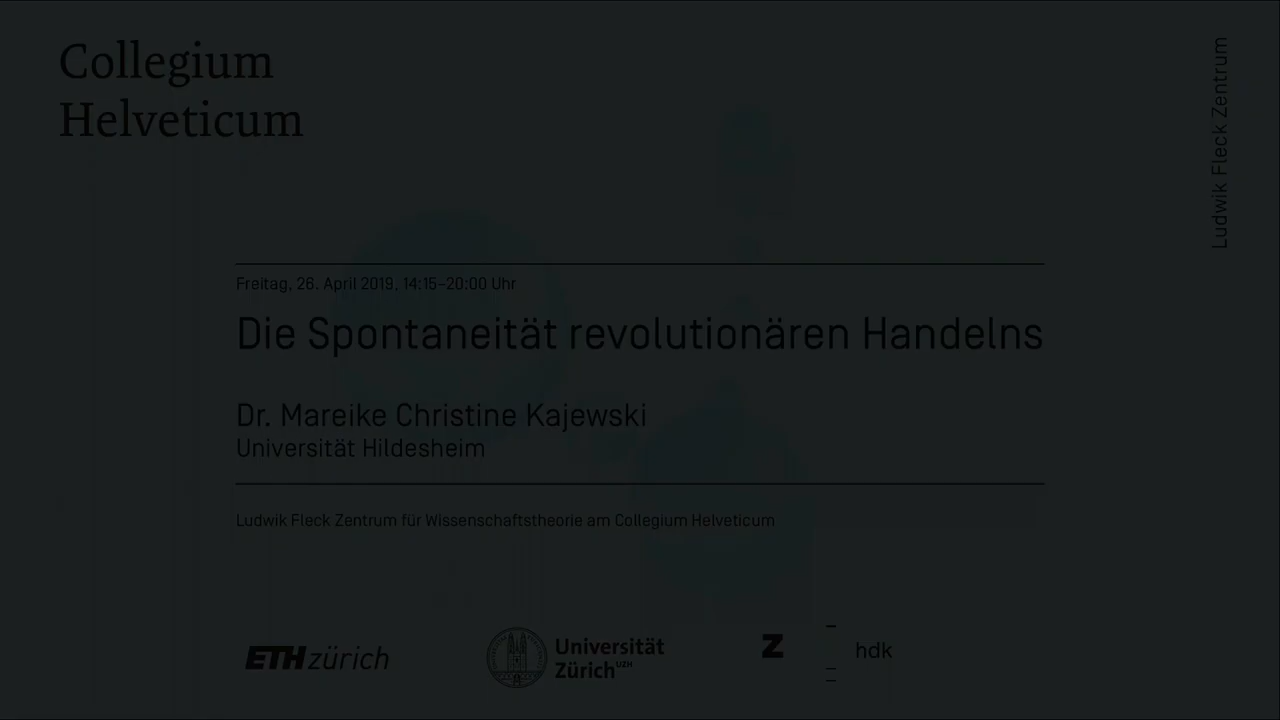 Collegium
Helveticum
Ludwik Fleck Zentrum
Freitag, 26. April 2019, 14:15–20:00 Uhr
Die Spontaneität revolutionären Handelns
Dr. Mareike Christine Kajewski
Universität Hildesheim
Ludwik Fleck Zentrum für Wissenschaftstheorie am Collegium Helveticum
ETH zürich
Universität
Zürich UZH
Z hdk